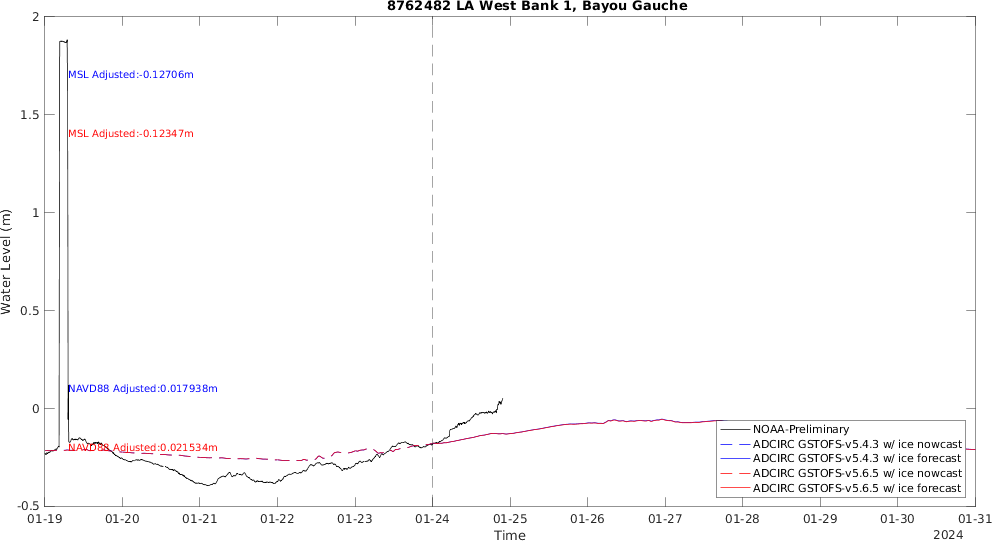 8762482 LA West Bank 1, Bayou Gauche
2
1.5
1
0.5
0
-0.5
Water Level (m)
MSL Adjusted:-0.12706m
MSL Adjusted:-0.12347m
NAVD88 Adjusted:0.017938m
NAVD88 Adjusted:0.021534m
NOAA-Preliminary
ADCIRC GSTOFS-v5.4.3 w/ ice nowcast
ADCIRC GSTOFS-v5.4.3 w/ ice forecast
ADCIRC GSTOFS-v5.6.5 w/ ice nowcast
ADCIRC GSTOFS-v5.6.5 w/ ice forecast
01-19 01-20 01-21 01-22 01-23 01-24 01-25 01-26 01-27 01-28 01-29 01-30 01-31
Time
2024